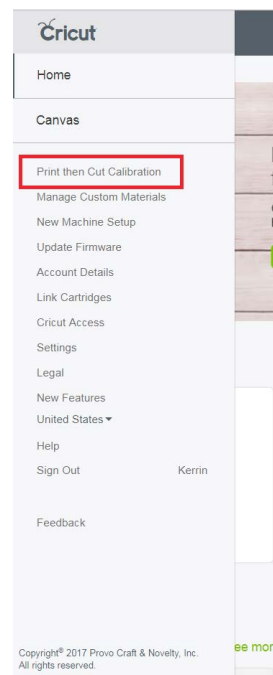 Cricut
Home
Canvas
Print then Cut Calibration
Manage Custom Materials
New Machine Setup
Update Firmware
Account Details
Link Cartridges
Cricut Access
Settings
Legal
New Features
United States
Help
Sign Out Kerrin
Feedback
ee mor
Copyright® 2017 Provo Craft & Novelty, Inc.
All rights reserved.